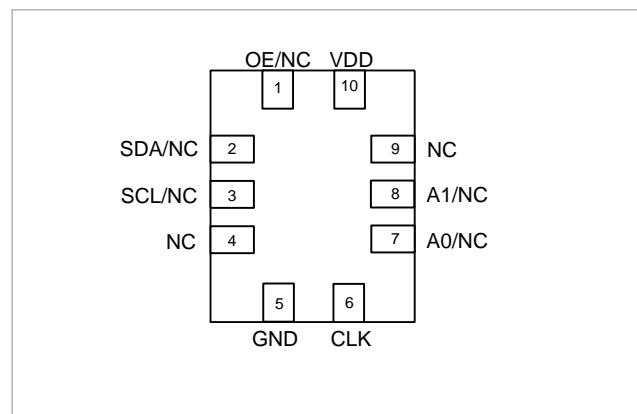 OE/NC VDD
1 10
SDA/NC 2 9 NC
SCL/NC 3 8 A1/NC
NC 4 7 A0/NC
5 6
GND CLK